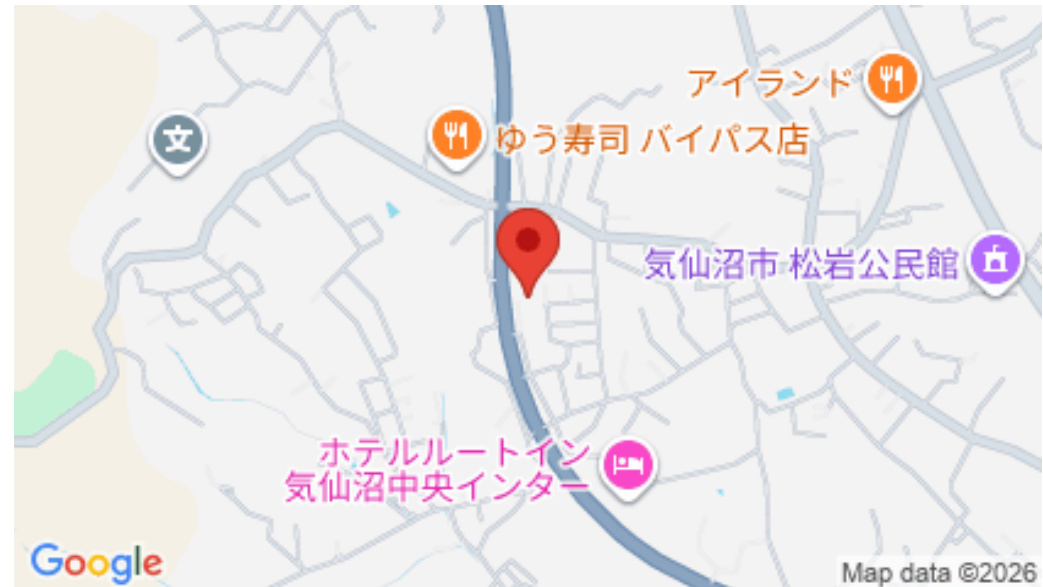 アイランド
ゆう寿司 バイパス店
文
気仙沼市 松岩公民館
ホテルルートイン
気仙沼中央インター
Google
Map data ©2026